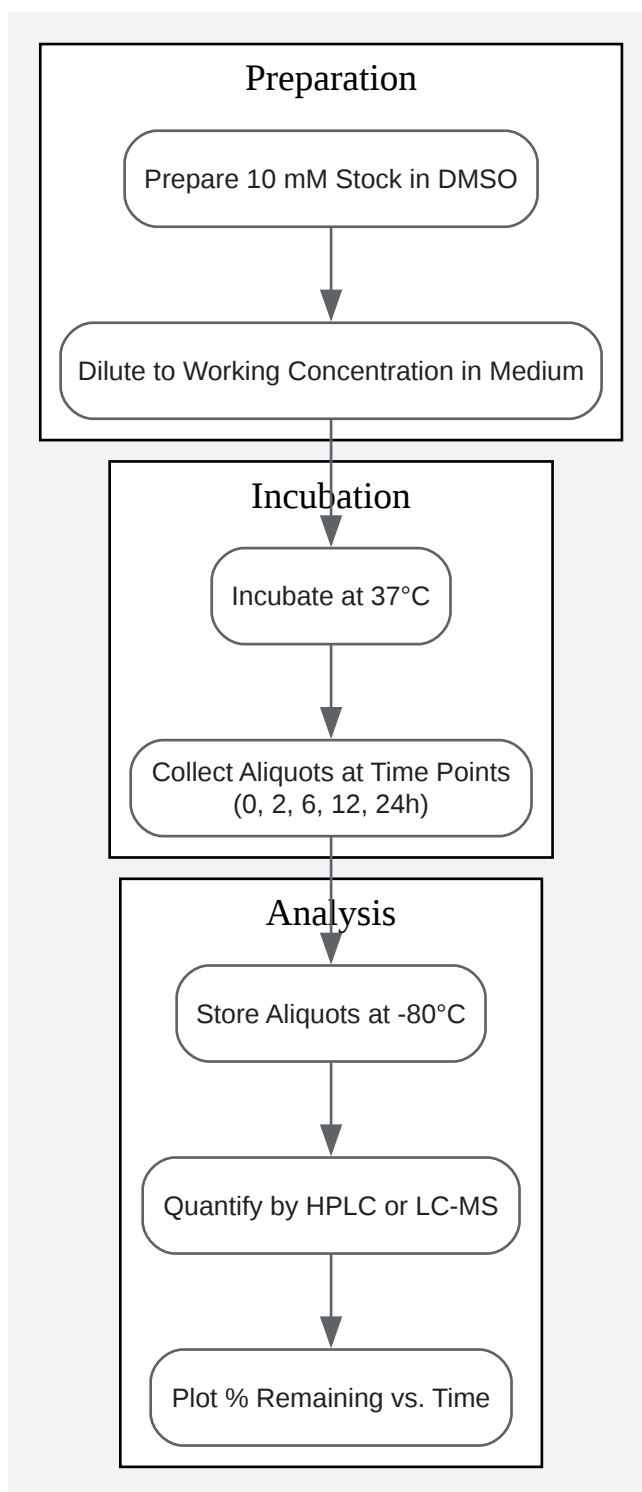 Preparation
Prepare 10 mM Stock in DMSO
Dilute to Working Concentration in Medium
Incubation
Incubate at 37°C
Collect Aliquots at Time Points
(0, 2, 6, 12, 24h)
Analysis
Store Aliquots at -80°C
Quantify by HPLC or LC-MS
Plot % Remaining vs. Time